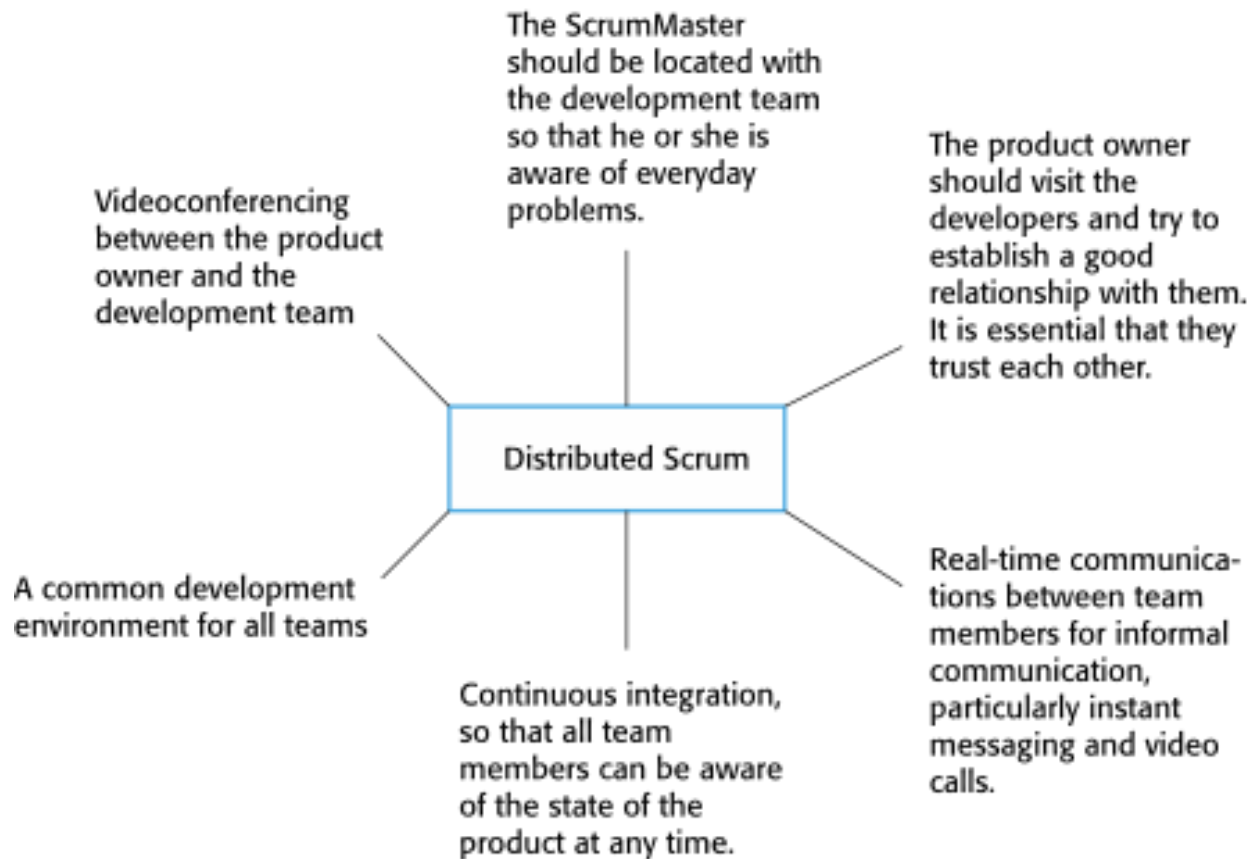 The ScrumMaster
should be located with
the development team
so that he or she is
aware of everyday
problems.
The product owner
should visit the
developers and try to
establish a good
relationship with them.
It is essential that they
trust each other.
Videoconferencing
between the product
owner and the
development team
Distributed Scrum
A common development
environment for all teams
Real-time communica-
tions between team
members for informal
communication,
particularly instant
messaging and video
calls.
Continuous integration,
so that all team
members can be aware
of the state of the
product at any time.